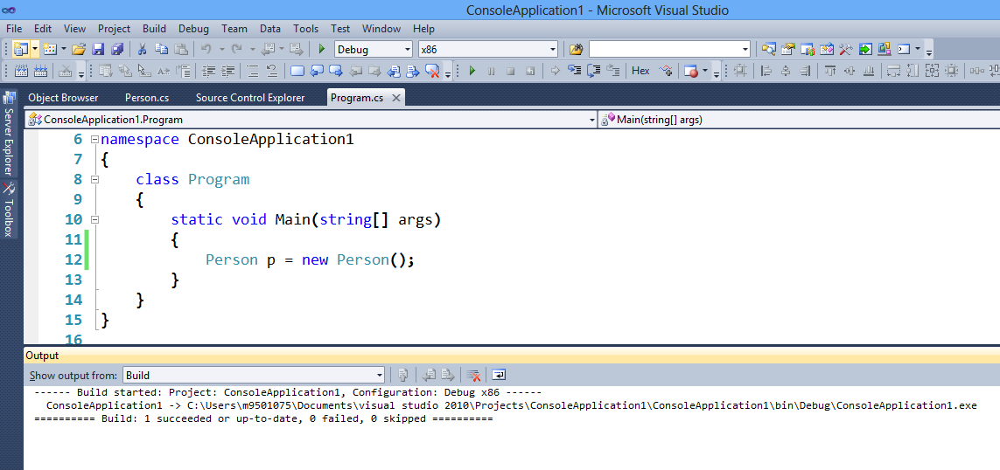 ConsoleApplication1 - Microsoft Visual Studio
File Edit View Project Build Debug Team Data Tools Test Window Help
Debug x86
Hex
Object Browser Person.cs Source Control Explorer Program.cs
ConsoleApplication1.Program Main(string[] args)
Server Explorer
Toolbox
6 namespace ConsoleApplication1
7 {
8 class Program
9 {
10 static void Main(string[] args)
11 {
12 Person p = new Person();
13 }
14 }
15 }
16
Output
Show output from: Build
------ Build started: Project: ConsoleApplication1, Configuration: Debug x86 ------
ConsoleApplication1 -> C:\Users\m9501075\Documents\visual studio 2010\Projects\ConsoleApplication1\ConsoleApplication1\bin\Debug\ConsoleApplication1.exe
========== Build: 1 succeeded or up-to-date, 0 failed, 0 skipped ==========